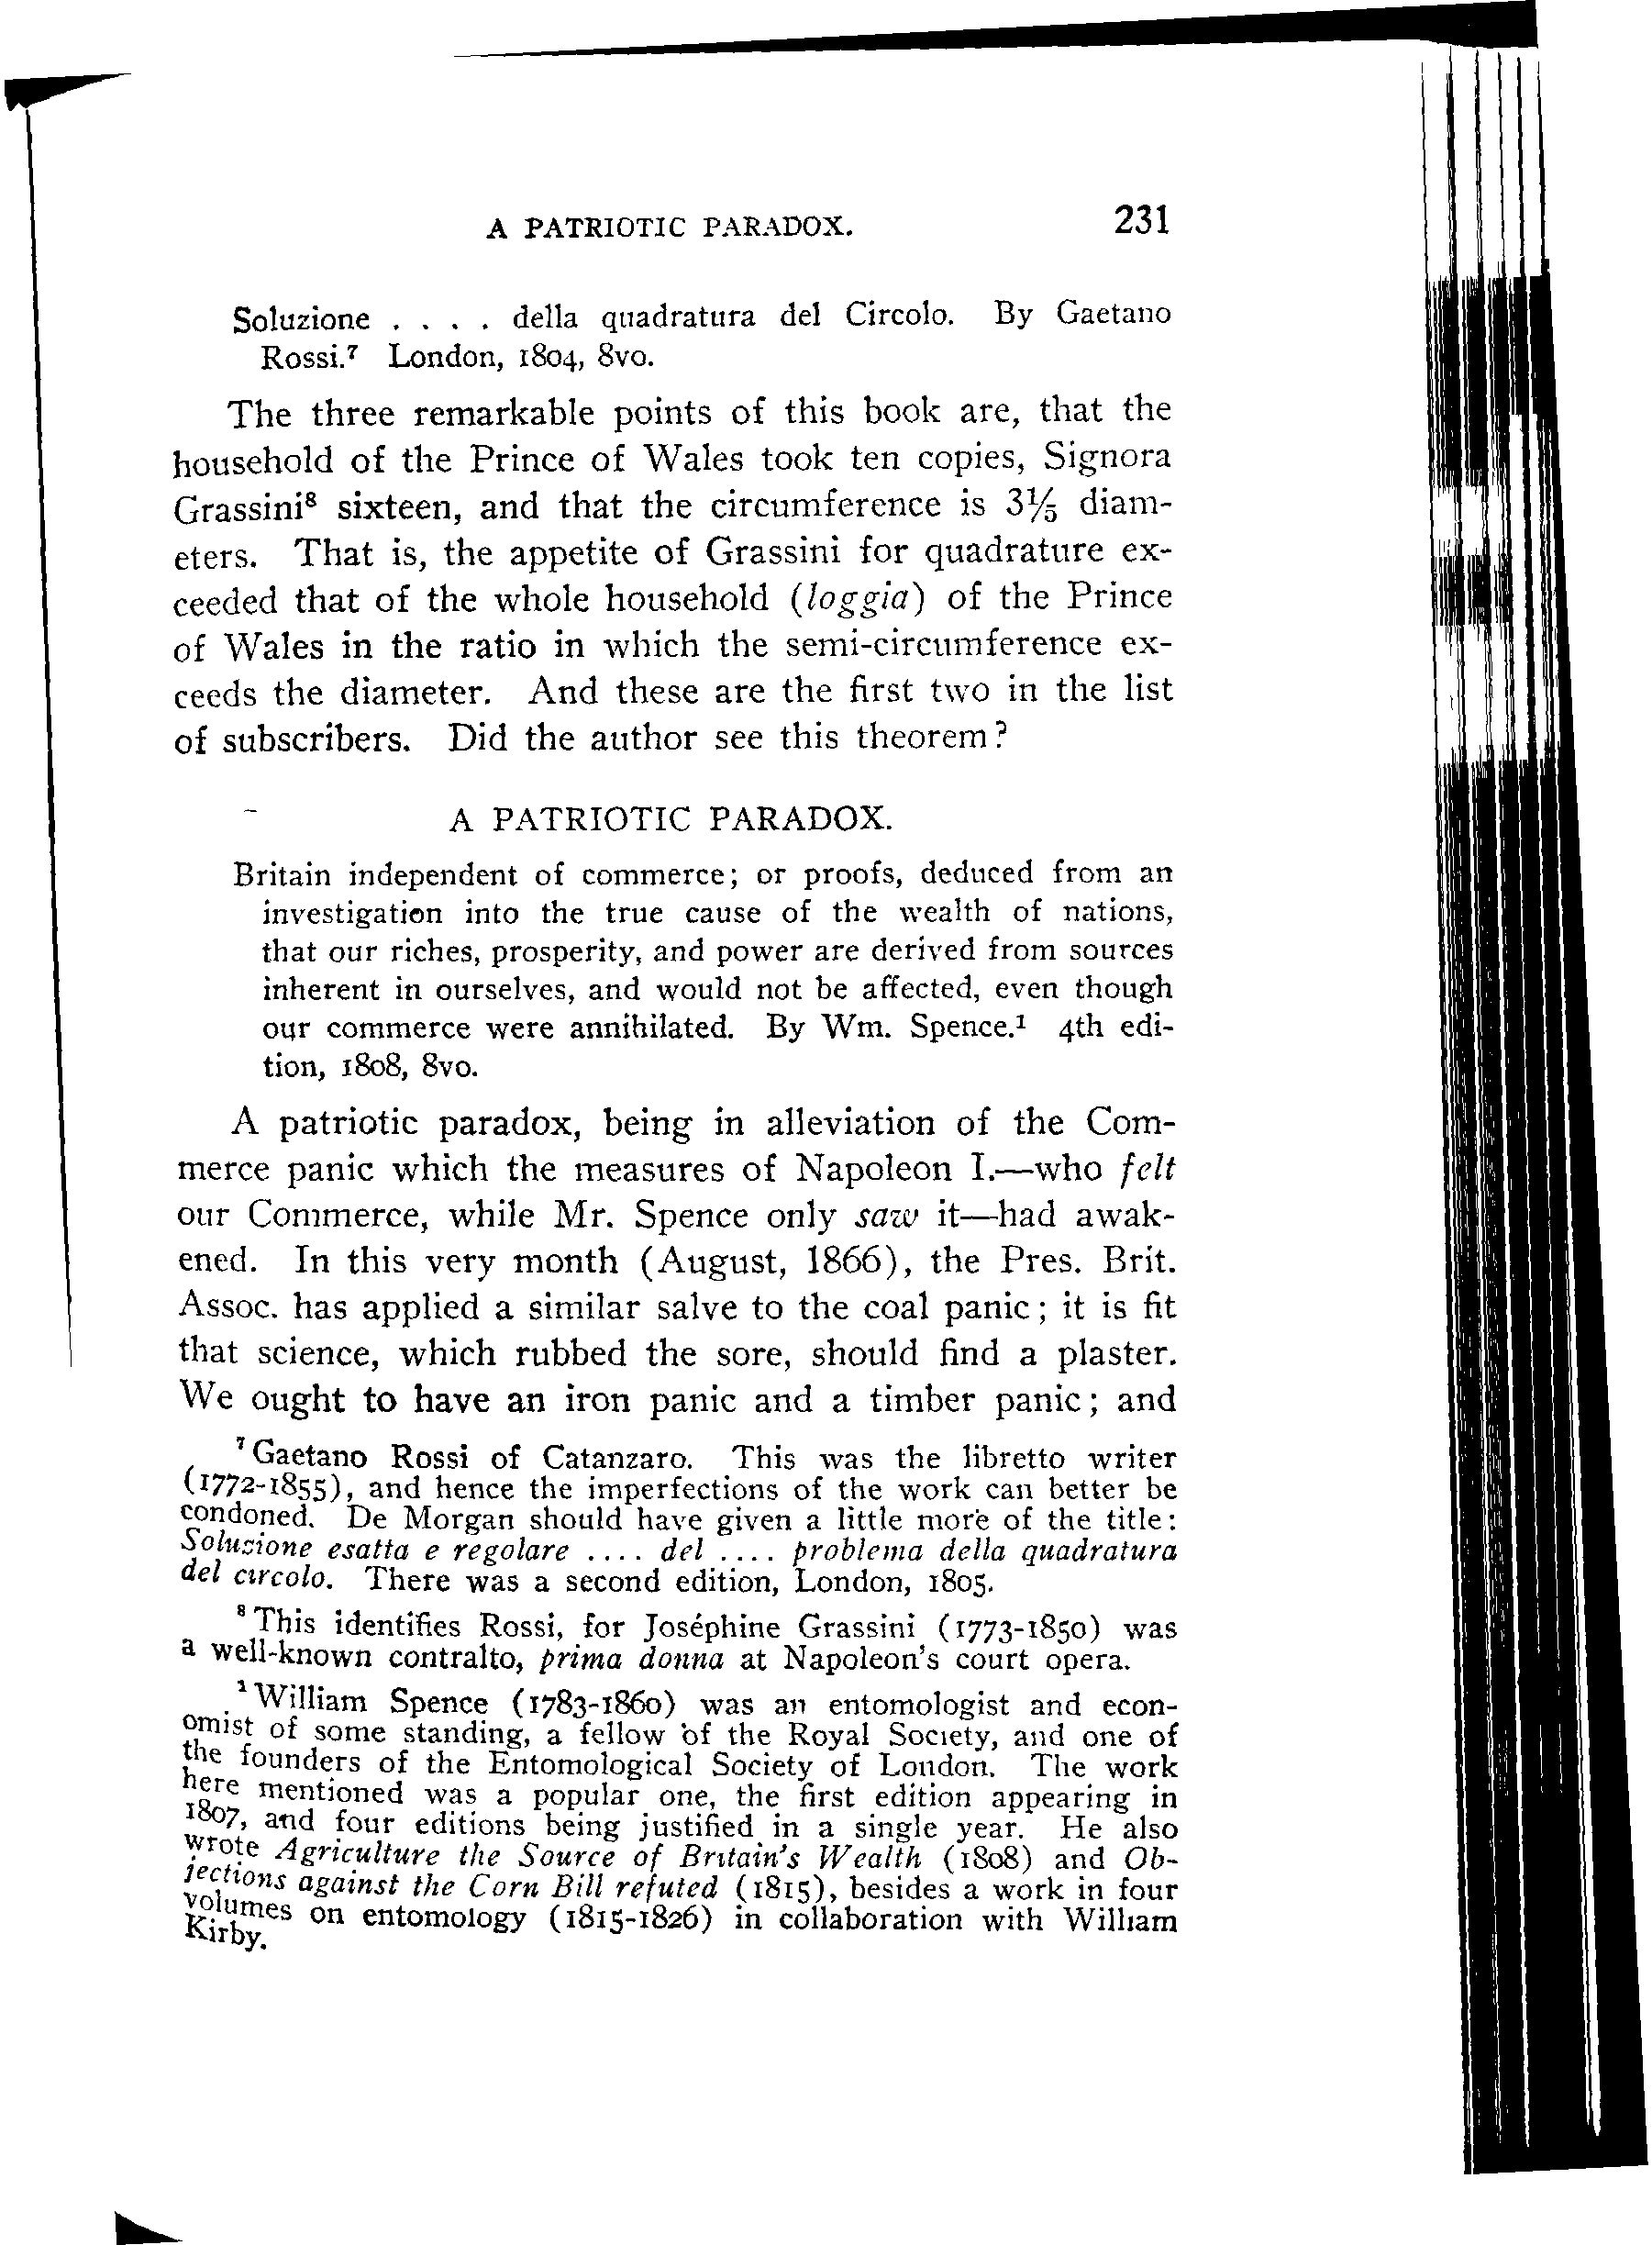 A PATRIOTIC PARADOX. 231
Soluzione . . . . della quadratura del Circolo. By Gaetano
Rossi.⁷ London, 1804, 8vo.
The three remarkable points of this book are, that the
household of the Prince of Wales took ten copies, Signora
Grassini⁸ sixteen, and that the circumference is 3⅕ diam-
eters. That is, the appetite of Grassini for quadrature ex-
ceeded that of the whole household (loggia) of the Prince
of Wales in the ratio in which the semi-circumference ex-
ceeds the diameter. And these are the first two in the list
of subscribers. Did the author see this theorem?
A PATRIOTIC PARADOX.
Britain independent of commerce; or proofs, deduced from an
investigation into the true cause of the wealth of nations,
that our riches, prosperity, and power are derived from sources
inherent in ourselves, and would not be affected, even though
our commerce were annihilated. By Wm. Spence.¹ 4th edi-
tion, 1808, 8vo.
A patriotic paradox, being in alleviation of the Com-
merce panic which the measures of Napoleon I.—who felt
our Commerce, while Mr. Spence only saw it—had awak-
ened. In this very month (August, 1866), the Pres. Brit.
Assoc. has applied a similar salve to the coal panic; it is fit
that science, which rubbed the sore, should find a plaster.
We ought to have an iron panic and a timber panic; and
⁷ Gaetano Rossi of Catanzaro. This was the libretto writer
(1772-1855), and hence the imperfections of the work can better be
condoned. De Morgan should have given a little more of the title:
Soluzione esatta e regolare .... del .... problema della quadratura
del circolo. There was a second edition, London, 1805.
⁸ This identifies Rossi, for Joséphine Grassini (1773-1850) was
a well-known contralto, prima donna at Napoleon's court opera.
¹ William Spence (1783-1860) was an entomologist and econ-
omist of some standing, a fellow of the Royal Society, and one of
the founders of the Entomological Society of London. The work
here mentioned was a popular one, the first edition appearing in
1807, and four editions being justified in a single year. He also
wrote Agriculture the Source of Britain's Wealth (1808) and Ob-
jections against the Corn Bill refuted (1815), besides a work in four
volumes on entomology (1815-1826) in collaboration with William
Kirby.